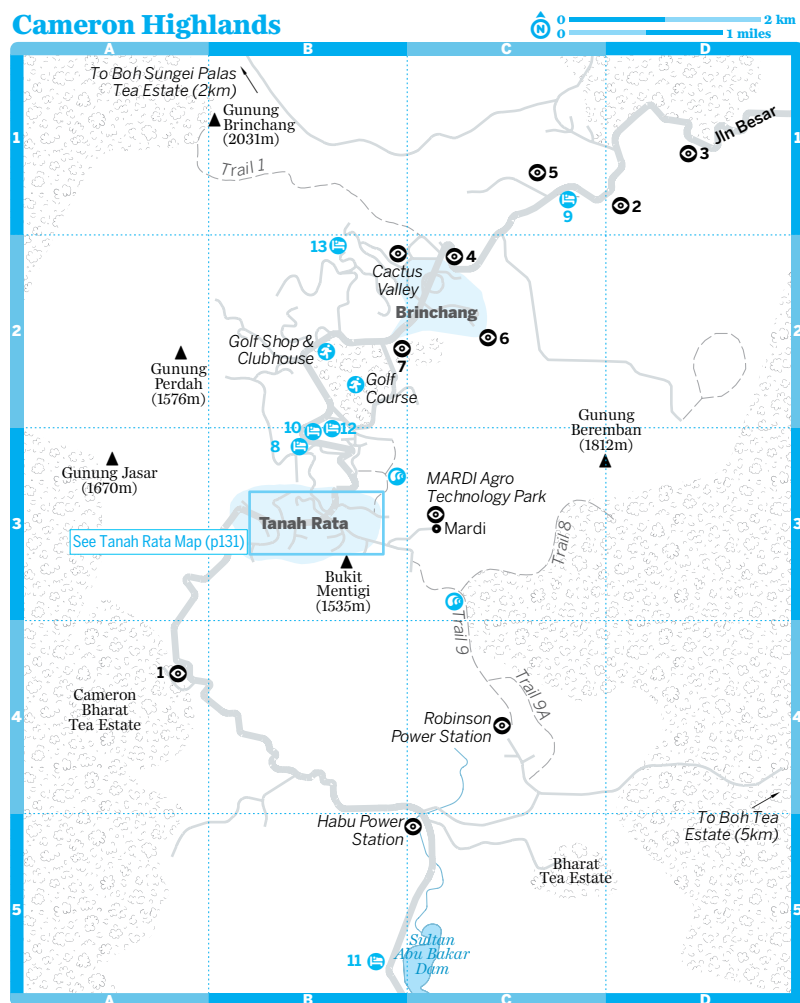 Cameron Highlands
N
0 2 km
0 1 miles
A B C D
To Boh Sungei Palas
Tea Estate (2km)
Gunung
Brinchang
(2031m)
Jln Besar
1 1
3
5
Trail 1
9
2
13
4
Cactus
Valley
Brinchang
2 2
6
Golf Shop &
Clubhouse
7
Gunung
Perdah
(1576m)
Golf
Course
Gunung
Beremban
(1812m)
10 12
8
Gunung Jasar
(1670m)
MARDI Agro
Technology Park
Tanah Rata
Mardi
3 3
See Tanah Rata Map (p131)
Trail 8
Bukit
Mentigi
(1535m)
Trail 9
1
Cameron
Bharat
Tea Estate
Trail 9A
4 4
Robinson
Power Station
To Boh Tea
Estate (5km)
Habu Power
Station
Bharat
Tea Estate
5 5
Sultan
Abu Bakar
Dam
11
A B C D